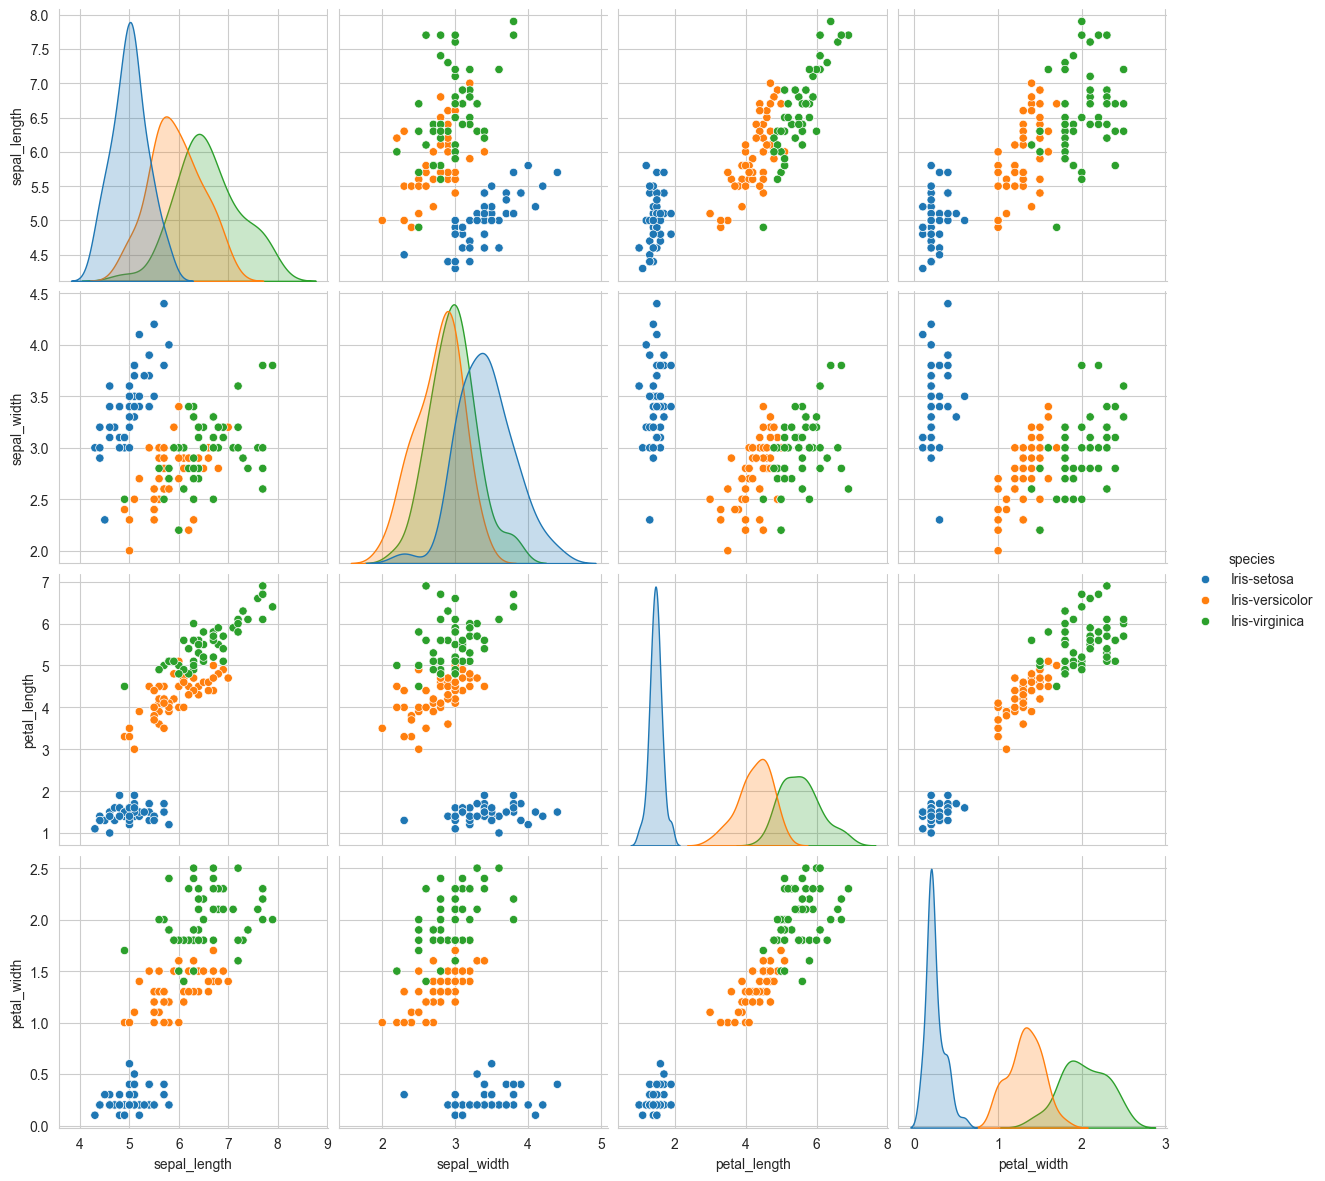 8.0
7.5
7.0
6.5
6.0
5.5
5.0
4.5
sepal_length
4.5
4.0
3.5
3.0
2.5
2.0
sepal_width
7
6
5
4
3
2
1
petal_length
2.5
2.0
1.5
1.0
0.5
0.0
petal_width
4 5 6 7 8 9
sepal_length
2 3 4 5
sepal_width
2 4 6 8
petal_length
0 1 2 3
petal_width
species
Iris-setosa
Iris-versicolor
Iris-virginica